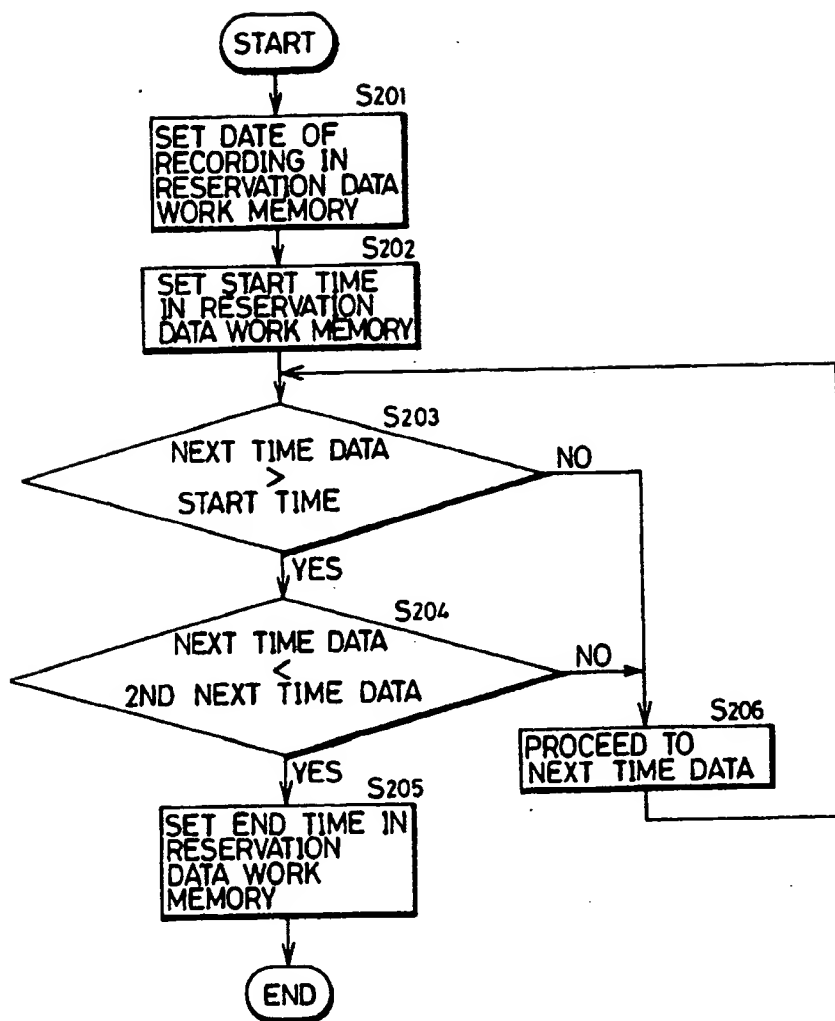 START
S201
SET DATE OF
RECORDING IN
RESERVATION DATA
WORK MEMORY
S202
SET START TIME
IN RESERVATION
DATA WORK MEMORY
S203
NEXT TIME DATA
>
START TIME
NO
YES
S204
NEXT TIME DATA
<
2ND NEXT TIME DATA
NO
YES
S206
PROCEED TO
NEXT TIME DATA
S205
SET END TIME IN
RESERVATION
DATA WORK
MEMORY
END